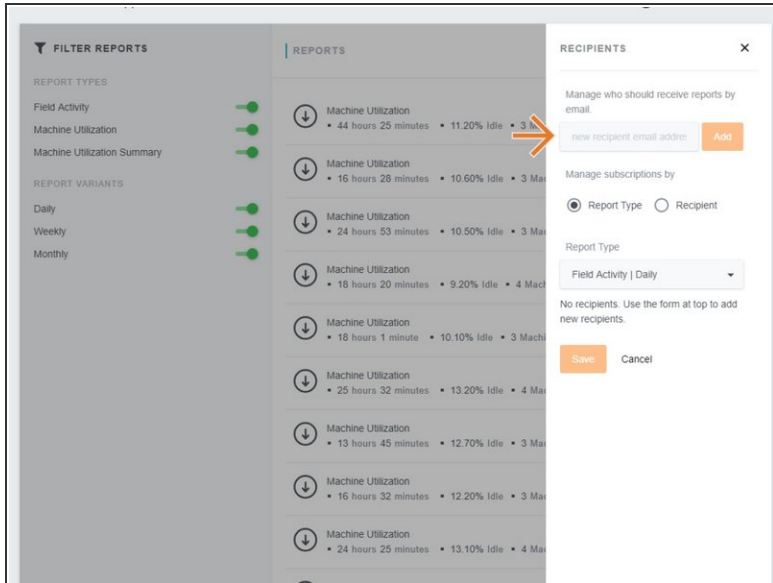 FILTER REPORTS
REPORT TYPES
Field Activity
Machine Utilization
Machine Utilization Summary
REPORT VARIANTS
Daily
Weekly
Monthly
REPORTS
Machine Utilization
• 44 hours 25 minutes • 11.20% Idle • 3 M
Machine Utilization
• 16 hours 28 minutes • 10.60% Idle • 3 Mac
Machine Utilization
• 24 hours 53 minutes • 10.50% Idle • 3 Mac
Machine Utilization
• 18 hours 20 minutes • 9.20% Idle • 4 Mach
Machine Utilization
• 18 hours 1 minute • 10.10% Idle • 3 Machi
Machine Utilization
• 25 hours 32 minutes • 13.20% Idle • 4 Mac
Machine Utilization
• 13 hours 45 minutes • 12.70% Idle • 3 Mac
Machine Utilization
• 16 hours 32 minutes • 12.20% Idle • 3 Mac
Machine Utilization
• 24 hours 25 minutes • 13.10% Idle • 4 Mac
RECIPIENTS
Manage who should receive reports by
email.
new recipient email addres
Add
Manage subscriptions by
Report Type
Recipient
Report Type
Field Activity | Daily
No recipients. Use the form at top to add
new recipients.
Save
Cancel